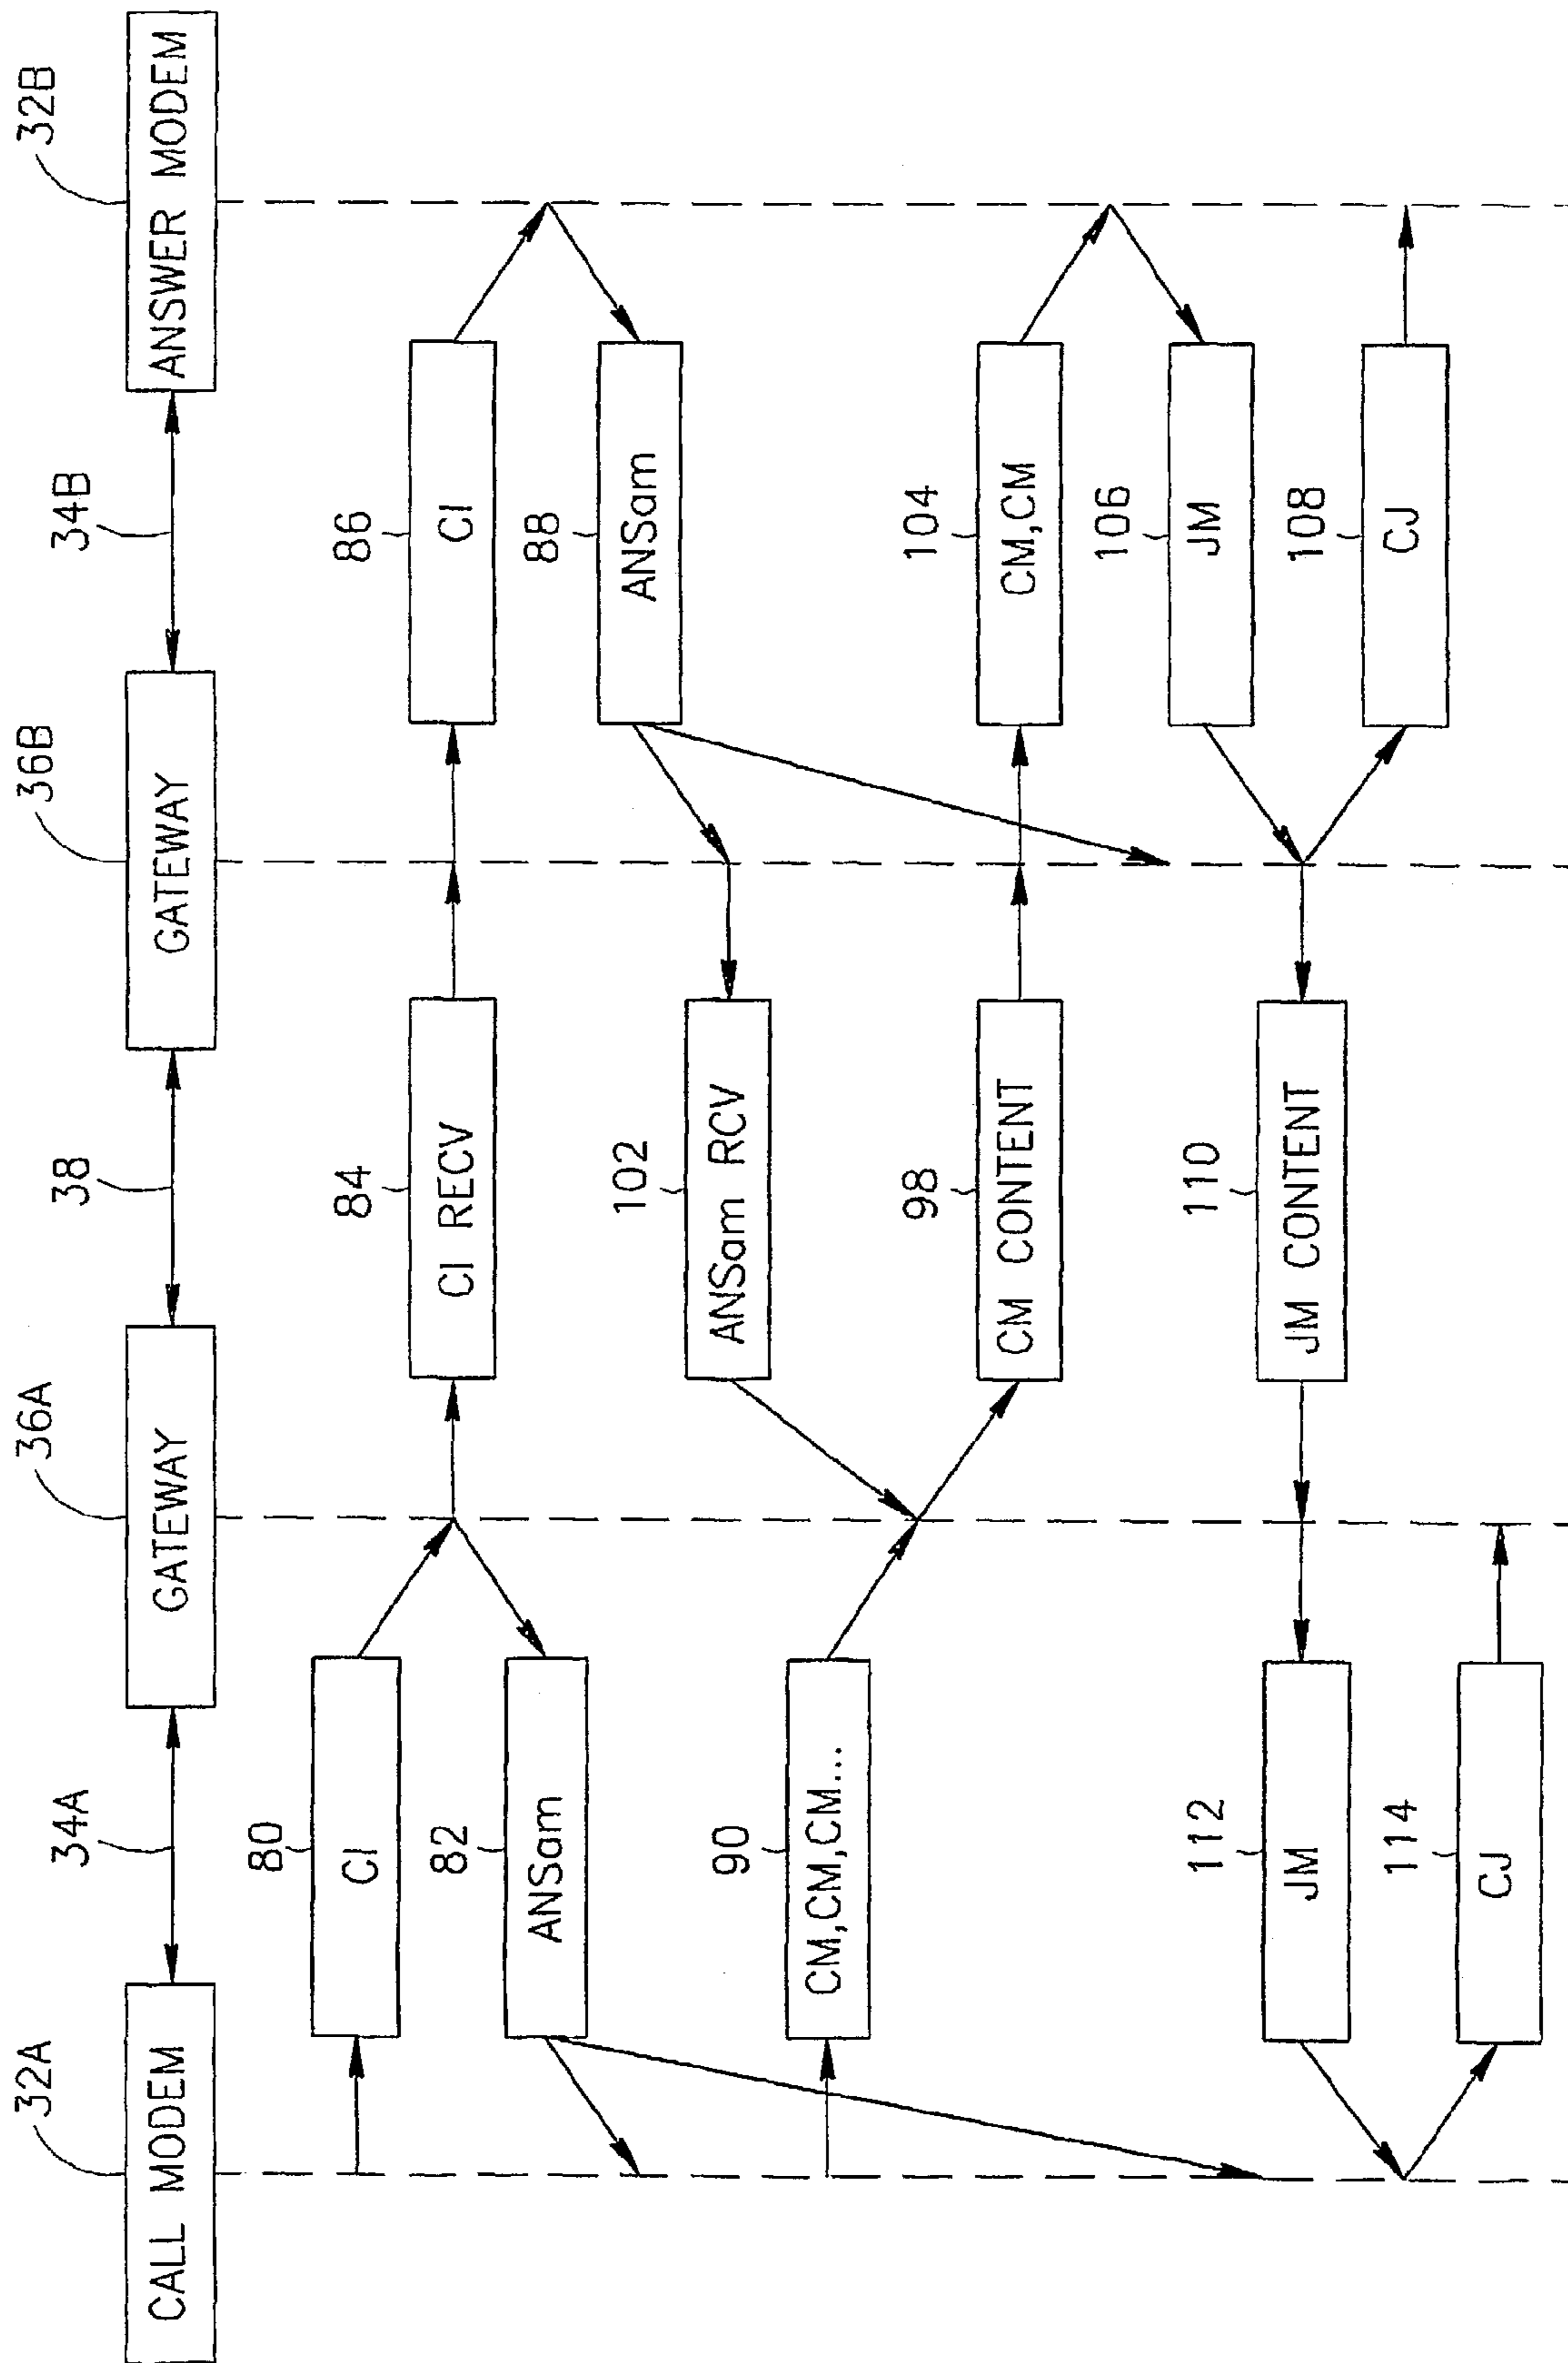 32A
34A
36A
38
36B
34B
32B
CALL MODEM
GATEWAY
GATEWAY
ANSWER MODEM
80
CI
84
CI RECV
86
CI
82
ANSam
88
ANSam
102
ANSam RCV
90
CM,CM,CM,CM...
98
CM CONTENT
104
CM,CM
106
JM
110
JM CONTENT
112
JM
108
CJ
114
CJ